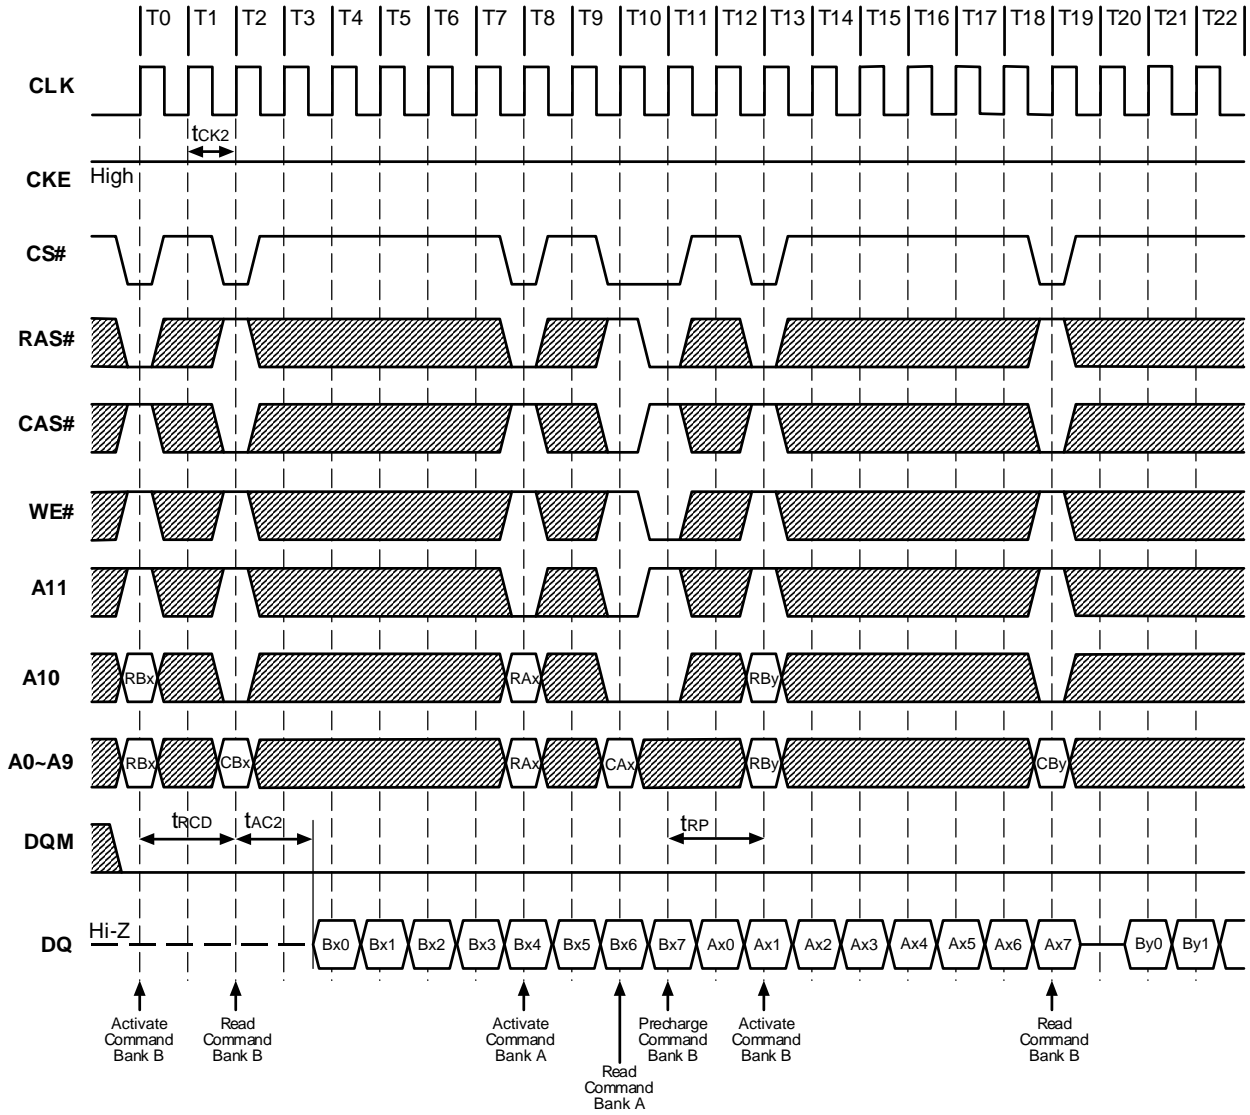 T0 T1 T2 T3 T4 T5 T6 T7 T8 T9 T10 T11 T12 T13 T14 T15 T16 T17 T18 T19 T20 T21 T22
CLK
tCK2
CKE High
CS#
RAS#
CAS#
WE#
A11
A10 RBx RAx RBy
A0~A9 RBx CBx RAx CAx RBy CBy
tRCD tAC2 tRP
DQM
Hi-Z
DQ Bx0 Bx1 Bx2 Bx3 Bx4 Bx5 Bx6 Bx7 Ax0 Ax1 Ax2 Ax3 Ax4 Ax5 Ax6 Ax7 By0 By1
Activate
Command
Bank B
Read
Command
Bank B
Activate
Command
Bank A
Read
Command
Bank A
Precharge
Command
Bank B
Activate
Command
Bank B
Read
Command
Bank B